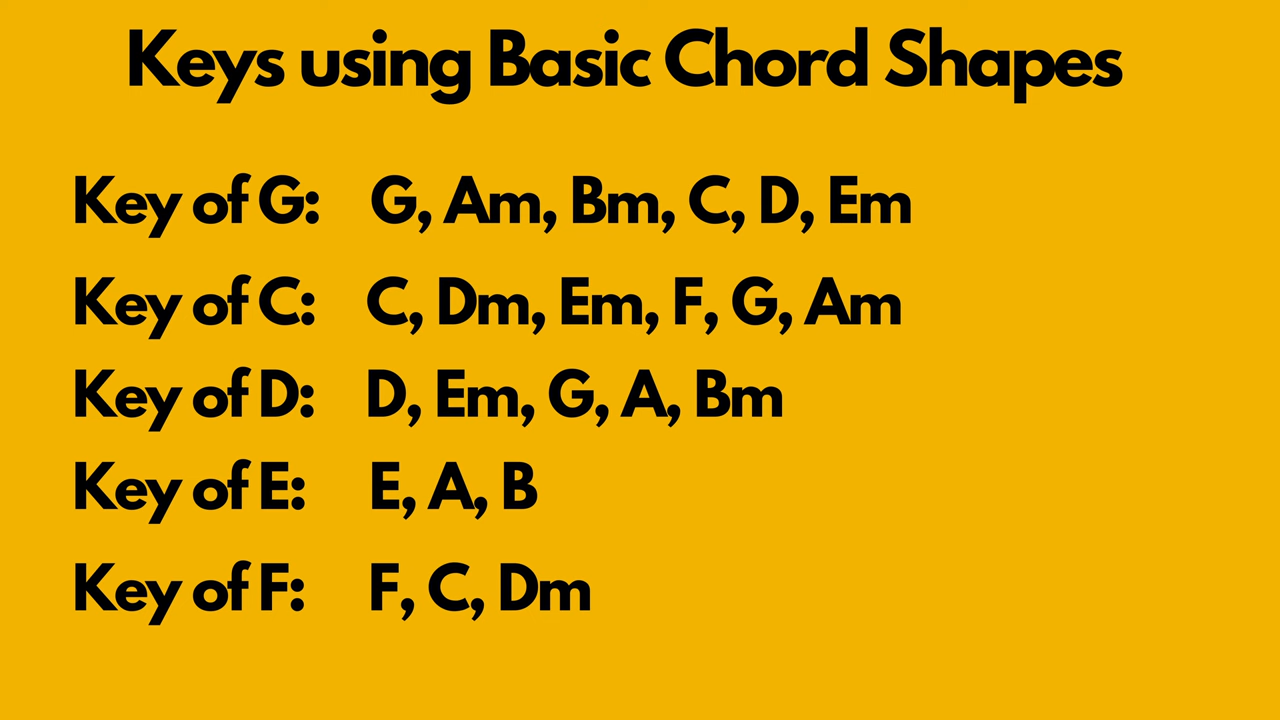 Keys using Basic Chord Shapes
Key of G: G, Am, Bm, C, D, Em
Key of C: C, Dm, Em, F, G, Am
Key of D: D, Em, G, A, Bm
Key of E: E, A, B
Key of F: F, C, Dm